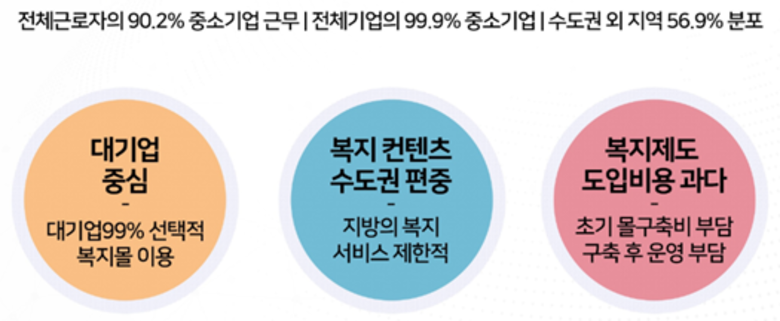 전체근로자의 90.2% 중소기업 근무 | 전체기업의 99.9% 중소기업 | 수도권 외 지역 56.9% 분포
대기업
중심
-
대기업99% 선택적
복지몰 이용
복지 컨텐츠
수도권 편중
-
지방의 복지
서비스 제한적
복지제도
도입비용 과다
-
초기 몰구축비 부담
구축 후 운영 부담